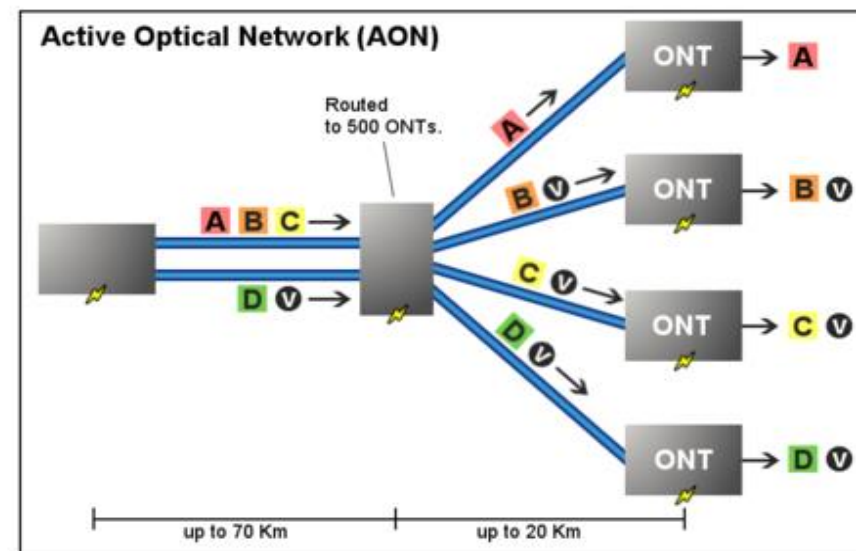 Active Optical Network (AON)
Routed
to 500 ONTs.
A B C
D V
A
B V
C V
D V
ONT
A
ONT
B V
ONT
C V
ONT
D V
up to 70 Km
up to 20 Km